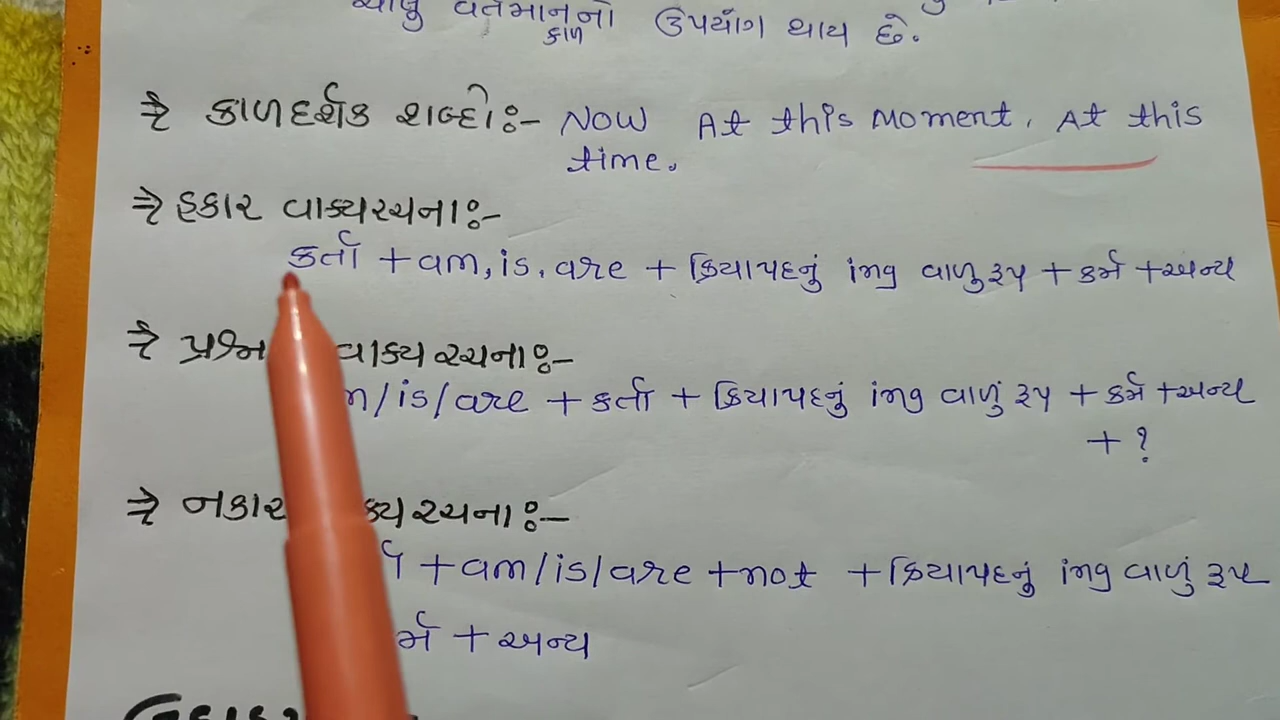 ચાલુ વર્તમાનનો ઉપયોગ થાય છે.
કાળ
⇒ કાળદર્શક શબ્દો:- NOW At this Moment, At this
time.
⇒ હકાર વાક્યરચના:-
કર્તા + am, is, are + ક્રિયાપદનું ing વાળુ રૂપ + કર્મ + અન્ય
⇒ વાક્ય રચના:-
m/is/are + કર્તા + ક્રિયાપદનું ing વાળું રૂપ + કર્મ + અન્ય
+ ?
⇒ નકાર ક્ય રચના:-
+ am/is/are + not + ક્રિયાપદનું ing વાળું રૂપ
ર્મ + અન્ય